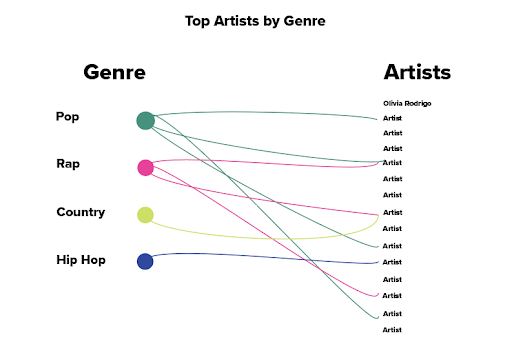 Top Artists by Genre
Genre
Pop
Rap
Country
Hip Hop
Artists
Olivia Rodrigo
Artist
Artist
Artist
Artist
Artist
Artist
Artist
Artist
Artist
Artist
Artist
Artist
Artist
Artist